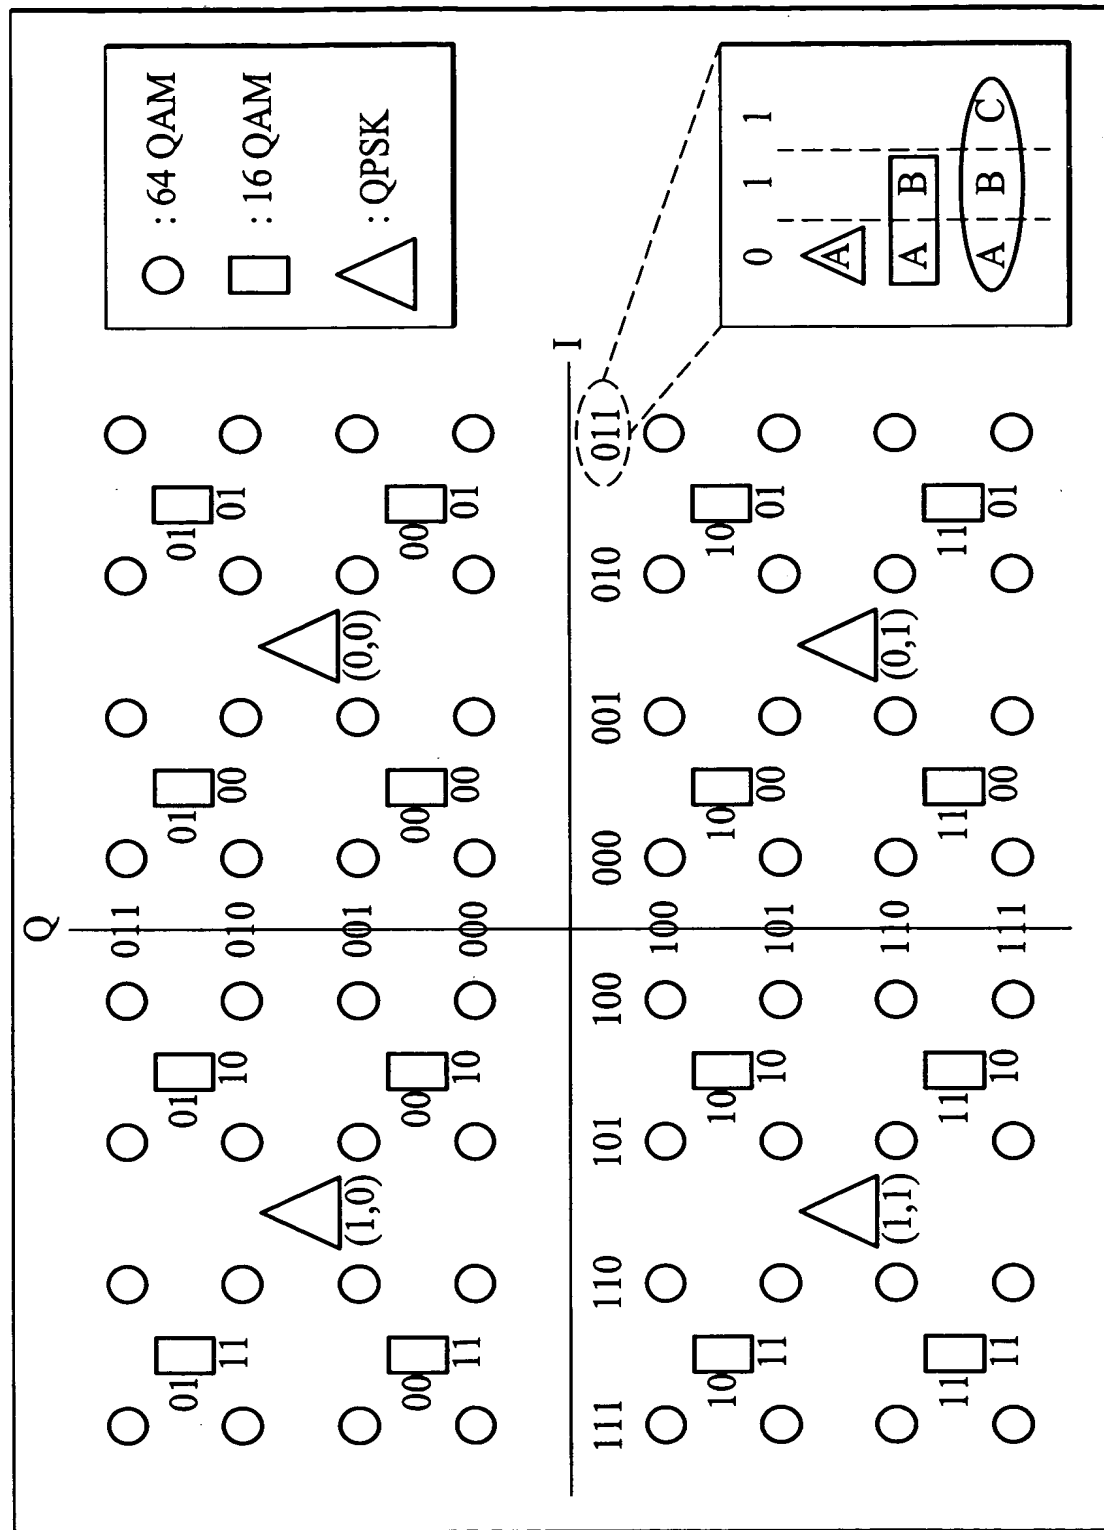 Q
011
01 01 01 01
11 10 010 00 01
(1,0) 001 (0,0)
00 00 00 00
11 10 000 00 01
I
111 110 101 100 000 001 010 011
100
10 10 10 10
11 10 101 00 01
(1,1) 110 (0,1)
11 11 11 11
11 10 111 00 01
: 64 QAM
: 16 QAM
: QPSK
0 1 1
A
A B
A B C